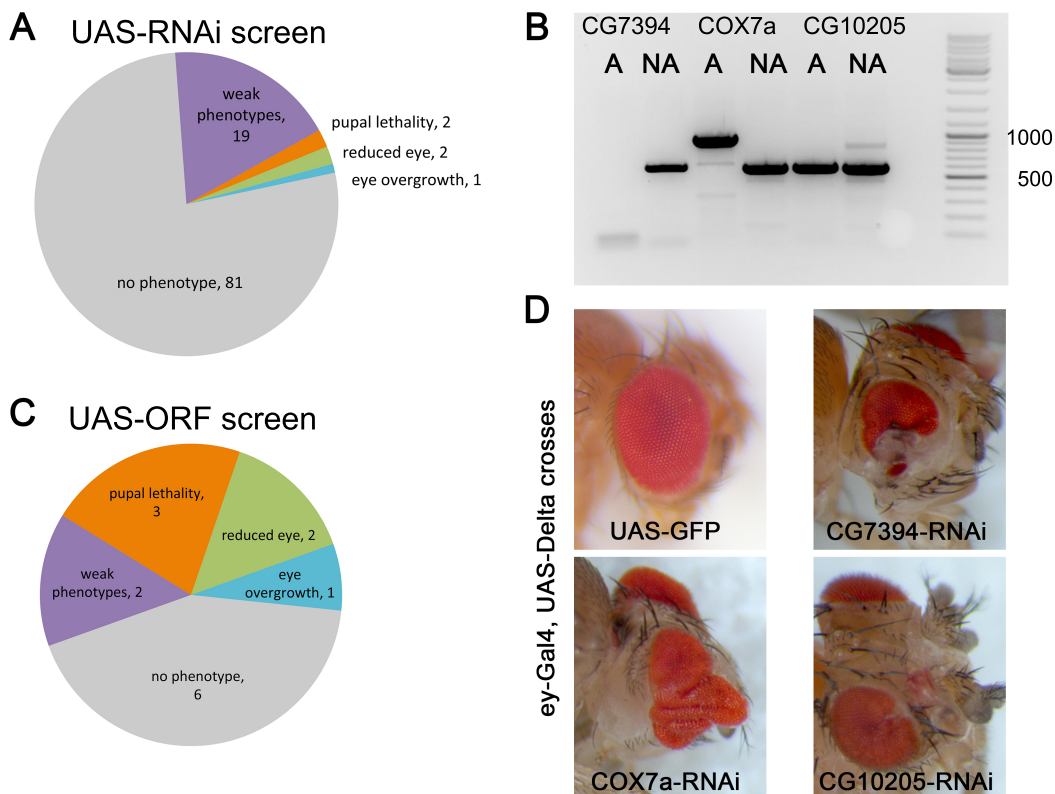 A
UAS-RNAi screen
weak
phenotypes,
19
pupal lethality, 2
reduced eye, 2
eye overgrowth, 1
no phenotype, 81
B
CG7394 COX7a CG10205
A NA A NA A NA
1000
500
C
UAS-ORF screen
pupal lethality,
3
reduced eye, 2
weak
phenotypes, 2
eye
overgrowth, 1
no phenotype,
6
D
ey-Gal4, UAS-Delta crosses
UAS-GFP
CG7394-RNAi
COX7a-RNAi
CG10205-RNAi